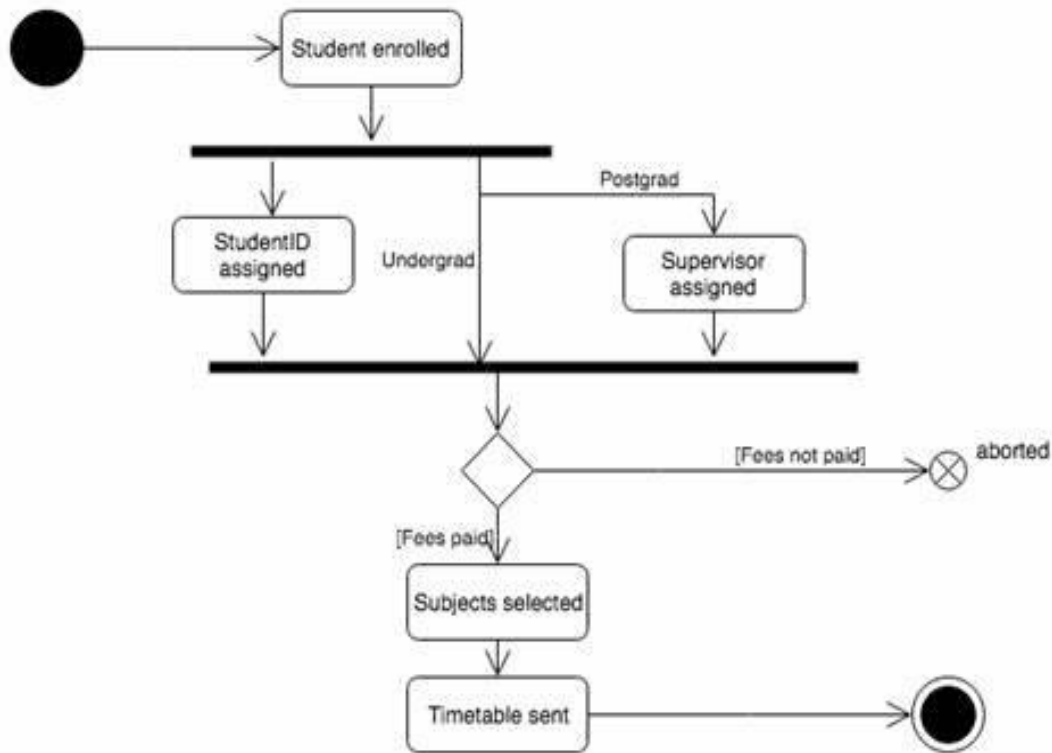 Student enrolled
Postgrad
StudentID
assigned
Undergrad
Supervisor
assigned
[Fees not paid]
aborted
[Fees paid]
Subjects selected
Timetable sent